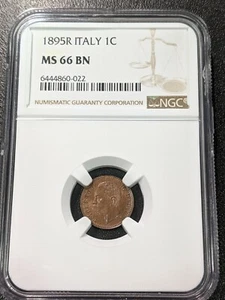 1895R ITALY 1C
MS 66 BN
6444860-022
NUMISMATIC GUARANTY CORPORATION
NGC